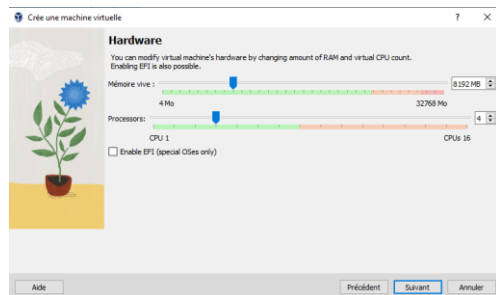 Crée une machine virtuelle
Hardware
You can modify virtual machine's hardware by changing amount of RAM and virtual CPU count.
Enabling EFI is also possible.
Mémoire vive :
8192 MB
4 Mo
32768 Mo
Processors:
4
CPU 1
CPUs 16
Enable EFI (special OSes only)
Aide
Précédent
Suivant
Annuler